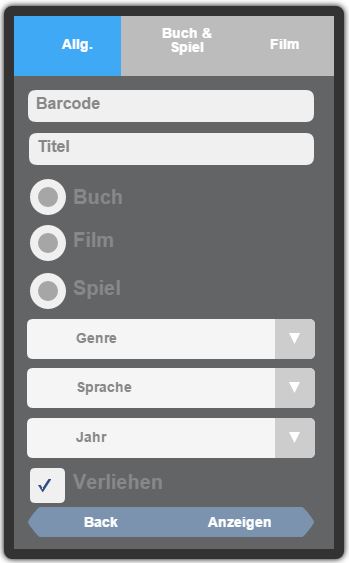 Allg.
Buch &
Spiel
Film
Barcode
Titel
Buch
Film
Spiel
Genre
Sprache
Jahr
Verliehen
Back
Anzeigen